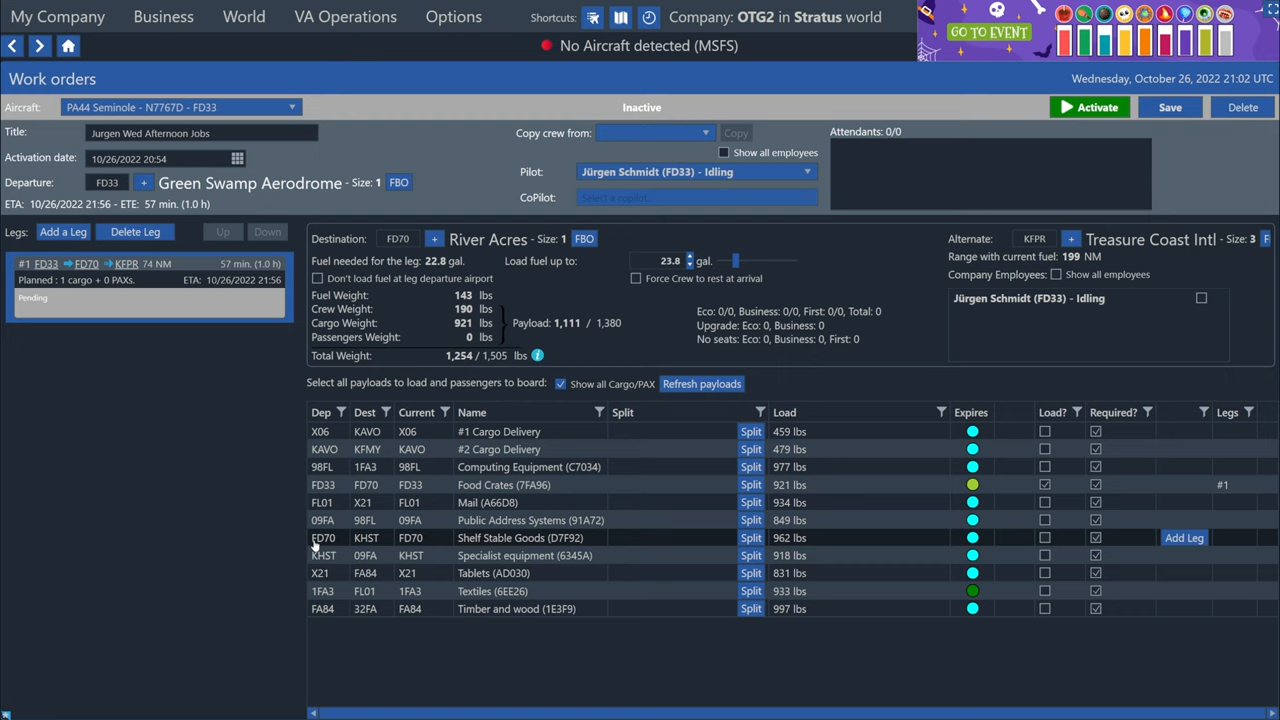 My Company Business World VA Operations Options Shortcuts: Company: OTG2 in Stratus world
GO TO EVENT
No Aircraft detected (MSFS)
Work orders Wednesday, October 26, 2022 21:02 UTC
Aircraft: PA44 Seminole - N7767D - FD33 Inactive Activate Save Delete
Title: Jurgen Wed Afternoon Jobs Copy crew from: Copy Attendants: 0/0
Show all employees
Activation date: 10/26/2022 20:54
Pilot: Jürgen Schmidt (FD33) - Idling
Departure: FD33 + Green Swamp Aerodrome - Size: 1 FBO
CoPilot: Select a copilot...
ETA: 10/26/2022 21:56 - ETE: 57 min. (1.0 h)
Legs: Add a Leg Delete Leg Up Down
#1 FD33 FD70 KFPR 74 NM 57 min. (1.0 h)
Planned : 1 cargo + 0 PAXs. ETA: 10/26/2022 21:56
Pending
Destination: FD70 + River Acres - Size: 1 FBO Alternate: KFPR + Treasure Coast Intl - Size: 3 F
Fuel needed for the leg: 22.8 gal. Load fuel up to: 23.8 gal. Range with current fuel: 199 NM
Don't load fuel at leg departure airport Force Crew to rest at arrival Company Employees: Show all employees
Fuel Weight: 143 lbs
Crew Weight: 190 lbs
Cargo Weight: 921 lbs Payload: 1,111 / 1,380
Passengers Weight: 0 lbs
Total Weight: 1,254 / 1,505 lbs i
Eco: 0/0, Business: 0/0, First: 0/0, Total: 0
Upgrade: Eco: 0, Business: 0
No seats: Eco: 0, Business: 0, First: 0
Jürgen Schmidt (FD33) - Idling
Select all payloads to load and passengers to board: Show all Cargo/PAX Refresh payloads
Dep Dest Current Name Split Load Expires Load? Required? Legs
X06 KAVO X06 #1 Cargo Delivery Split 459 lbs
KAVO KFMY KAVO #2 Cargo Delivery Split 479 lbs
98FL 1FA3 98FL Computing Equipment (C7034) Split 977 lbs
FD33 FD70 FD33 Food Crates (7FA96) Split 921 lbs #1
FL01 X21 FL01 Mail (A66D8) Split 934 lbs
09FA 98FL 09FA Public Address Systems (91A72) Split 849 lbs
FD70 KHST FD70 Shelf Stable Goods (D7F92) Split 962 lbs Add Leg
KHST 09FA KHST Specialist equipment (6345A) Split 918 lbs
X21 FA84 X21 Tablets (AD030) Split 831 lbs
1FA3 FL01 1FA3 Textiles (6EE26) Split 933 lbs
FA84 32FA FA84 Timber and wood (1E3F9) Split 997 lbs